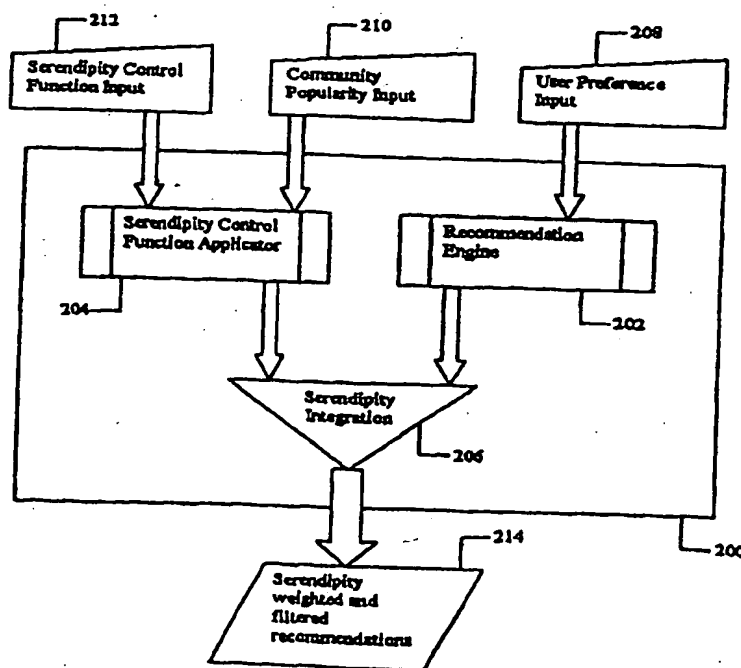 212
210
208
Serendipity Control
Function Input
Community
Popularity Input
User Preference
Input
Serendipity Control
Function Applicator
Recommendation
Engine
204
202
Serendipity
Integration
206
200
214
Serendipity
weighted and
filtered
recommendations